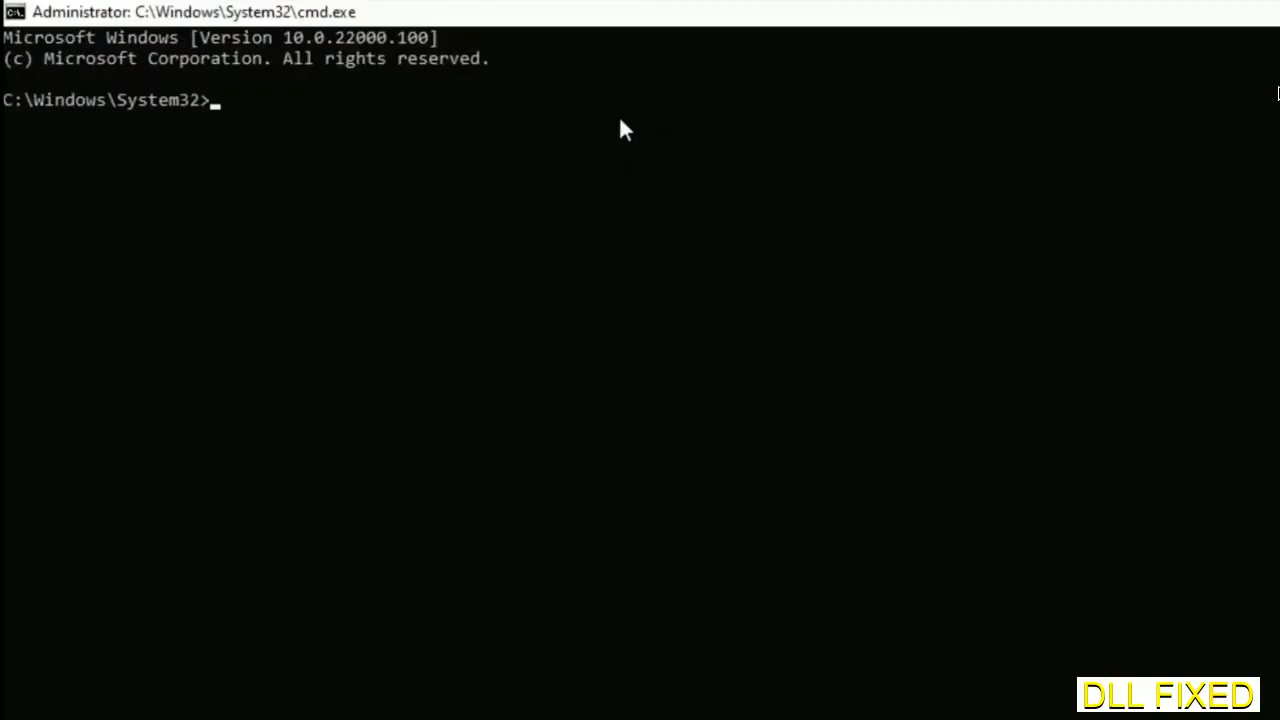 Administrator: C:\Windows\System32\cmd.exe
Microsoft Windows [Version 10.0.22000.100]
(c) Microsoft Corporation. All rights reserved.
C:\Windows\System32>
DLL FIXED